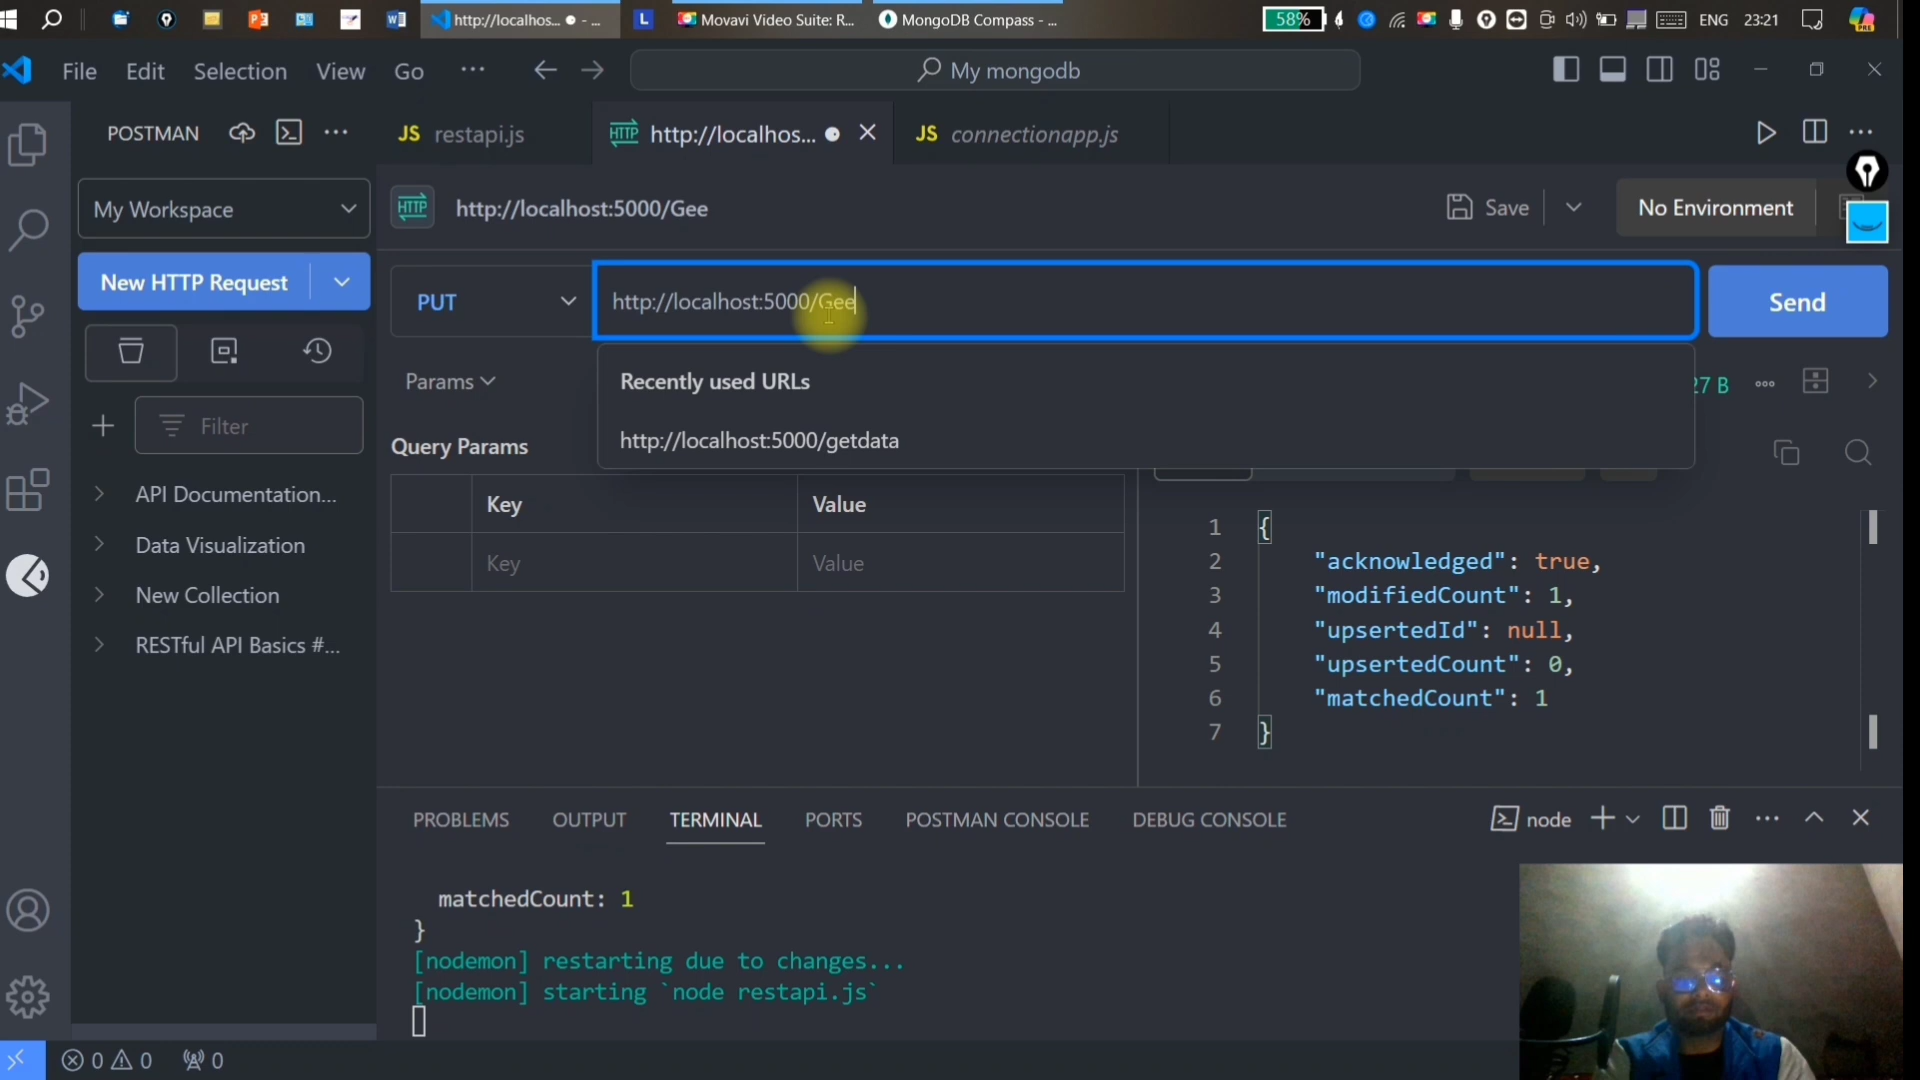 http://localhos... ● - ...
L
Movavi Video Suite: R...
MongoDB Compass - ...
58%
ENG
23:21
File
Edit
Selection
View
Go
...
My mongodb
POSTMAN
...
JS restapi.js
HTTP http://localhos... ●
JS connectionapp.js
...
My Workspace
HTTP http://localhost:5000/Gee
Save
No Environment
New HTTP Request
PUT
http://localhost:5000/Gee
Send
Params
Recently used URLs
27 B
http://localhost:5000/getdata
Filter
Query Params
Key
Value
Key
Value
API Documentation...
Data Visualization
New Collection
RESTful API Basics #...
1 {
2 "acknowledged": true,
3 "modifiedCount": 1,
4 "upsertedId": null,
5 "upsertedCount": 0,
6 "matchedCount": 1
7 }
PROBLEMS
OUTPUT
TERMINAL
PORTS
POSTMAN CONSOLE
DEBUG CONSOLE
node
matchedCount: 1
}
[nodemon] restarting due to changes...
[nodemon] starting `node restapi.js`
0
0
0